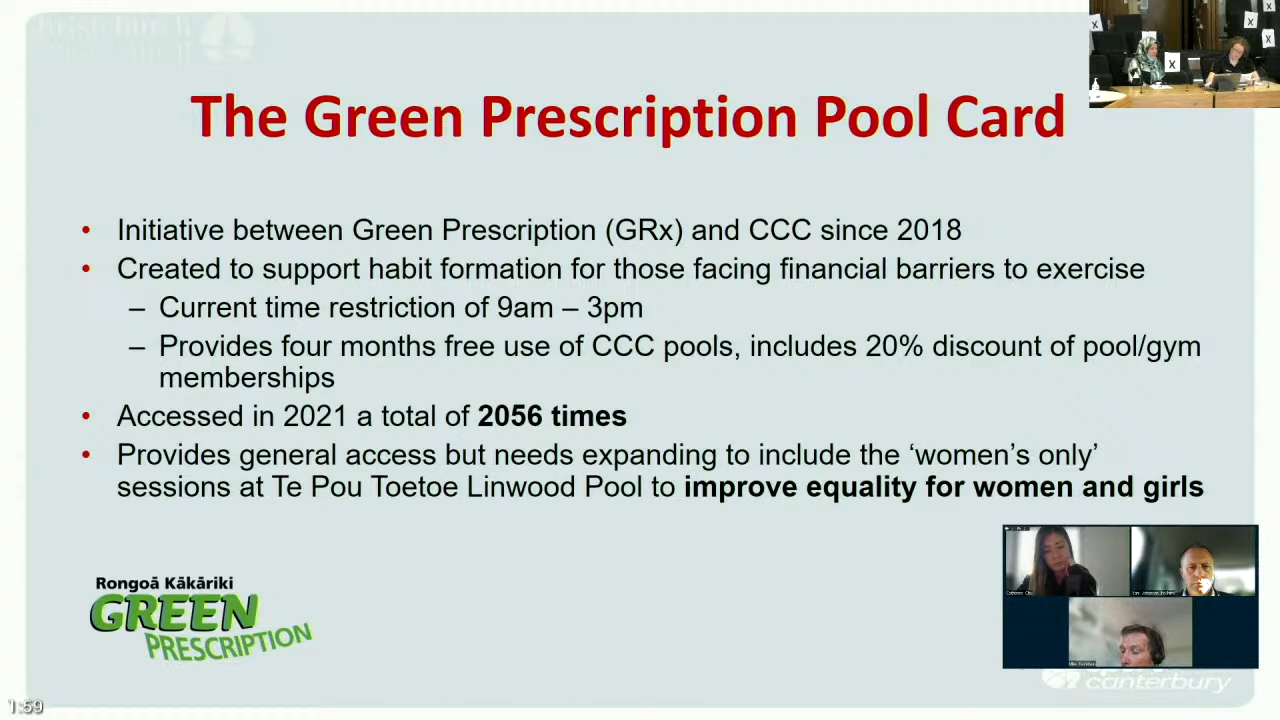 The Green Prescription Pool Card
• Initiative between Green Prescription (GRx) and CCC since 2018
• Created to support habit formation for those facing financial barriers to exercise
– Current time restriction of 9am – 3pm
– Provides four months free use of CCC pools, includes 20% discount of pool/gym
memberships
• Accessed in 2021 a total of 2056 times
• Provides general access but needs expanding to include the ‘women’s only’
sessions at Te Pou Toetoe Linwood Pool to improve equality for women and girls
Rongoā Kākāriki
GREEN
PRESCRIPTION
canterbury
1:59
X
X
X
X